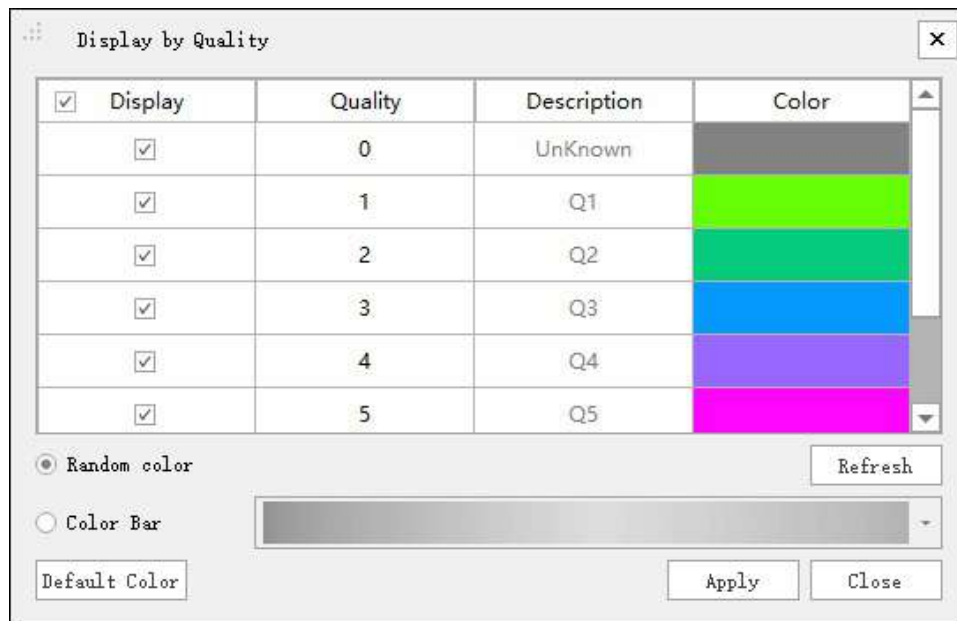 Display by Quality
Display Quality Description Color
0 UnKnown
1 Q1
2 Q2
3 Q3
4 Q4
5 Q5
Random color Refresh
Color Bar
Default Color Apply Close